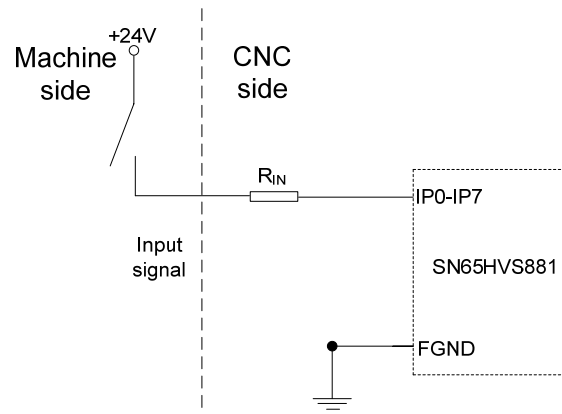 +24V
Machine
side
CNC
side
RIN
IP0-IP7
Input
signal
SN65HVS881
FGND